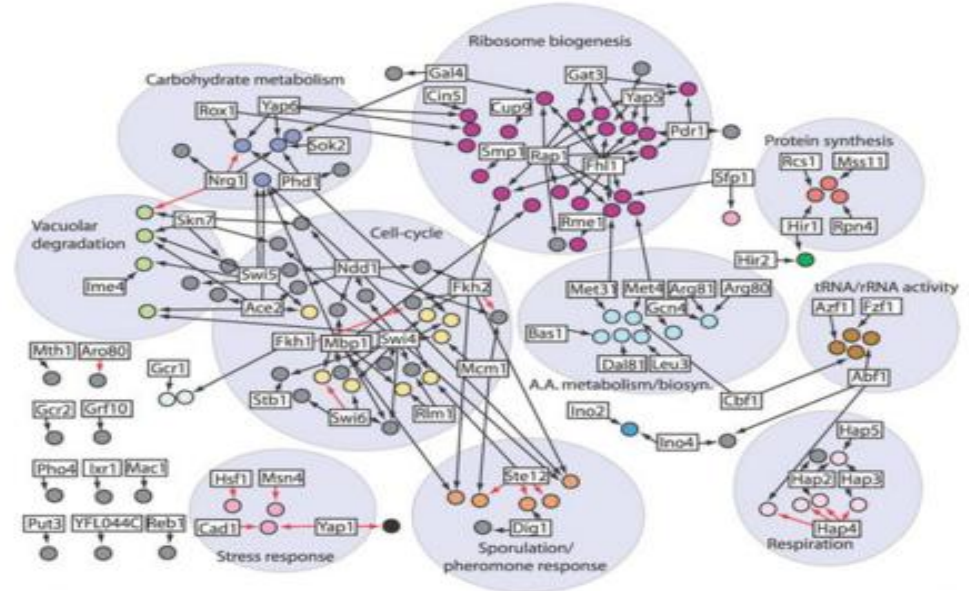 Ribosome biogenesis
Carbohydrate metabolism
Gal4
Gat3
Cin5
Yap5
Rox1
Yap6
Cup9
Pdr1
Sok2
Smp1
Rap1
Fhl1
Protein synthesis
Rcs1
Mss11
Nrg1
Phd1
Sfp1
Vacuolar
degradation
Skn7
Cell-cycle
Rme1
Hir1
Rpn4
Hir2
Swi5
Ndd1
Ime4
Fkh2
Met31
Met4
Arg81
Arg80
tRNA/rRNA activity
Ace2
Gcn4
Azf1
Fzf1
Bas1
Mth1
Aro80
Fkh1
Mbp1
Swi4
Gcr1
Mcm1
Dal81
Leu3
Abf1
A.A. metabolism/biosyn.
Stb1
Cbf1
Gcr2
Grf10
Swi6
Rlm1
Ino2
Ino4
Hap5
Pho4
Ixr1
Mac1
Hsf1
Msn4
Ste12
Hap2
Hap3
Put3
YFL044C
Reb1
Cad1
Yap1
Dig1
Hap4
Stress response
Sporulation/
pheromone response
Respiration